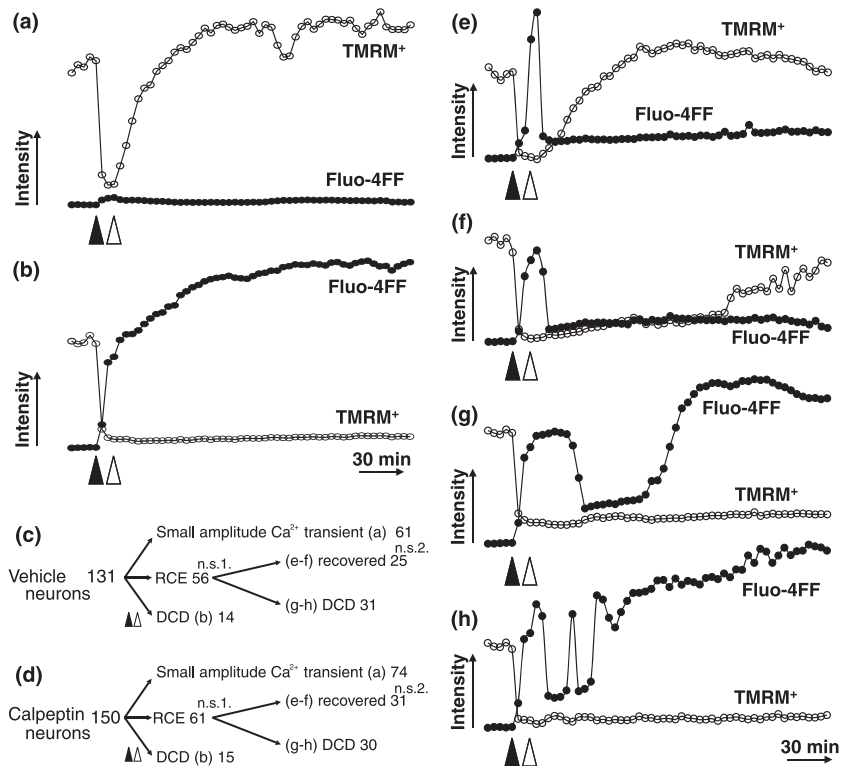 (a)
TMRM⁺
Fluo-4FF
Intensity
(b)
Fluo-4FF
TMRM⁺
Intensity
30 min
(c)
Vehicle
neurons
131
Small amplitude Ca²⁺ transient (a) 61
n.s.1.
n.s.2.
RCE 56
(e-f) recovered 25
(g-h) DCD 31
DCD (b) 14
(d)
Calpeptin
neurons
150
Small amplitude Ca²⁺ transient (a) 74
n.s.1.
n.s.2.
RCE 61
(e-f) recovered 31
(g-h) DCD 30
DCD (b) 15
(e)
TMRM⁺
Fluo-4FF
Intensity
(f)
TMRM⁺
Fluo-4FF
Intensity
(g)
Fluo-4FF
TMRM⁺
Intensity
(h)
Fluo-4FF
TMRM⁺
Intensity
30 min